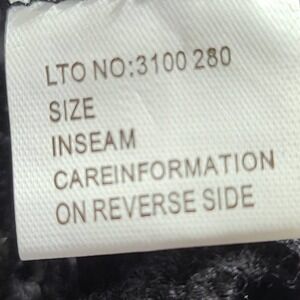 LTO NO:3100 280
SIZE
INSEAM
CAREINFORMATION
ON REVERSE SIDE